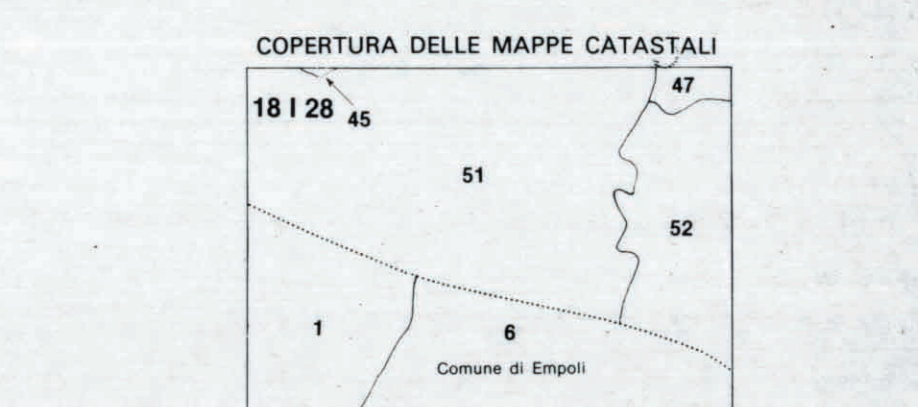 COPERTURA DELLE MAPPE CATASTALI
47
18 I 28
45
51
52
1
6
Comune di Empoli